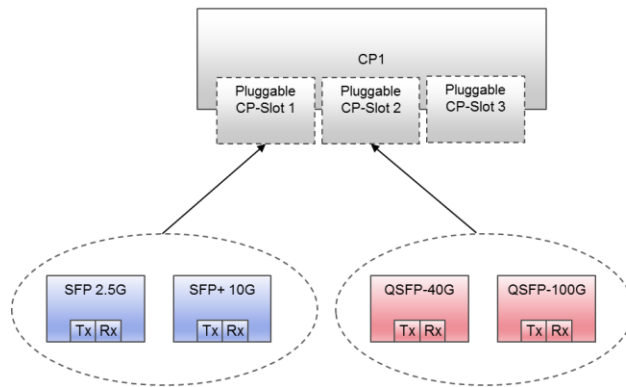 CP1
Pluggable
CP-Slot 1
Pluggable
CP-Slot 2
Pluggable
CP-Slot 3
SFP 2.5G
Tx Rx
SFP+ 10G
Tx Rx
QSFP-40G
Tx Rx
QSFP-100G
Tx Rx